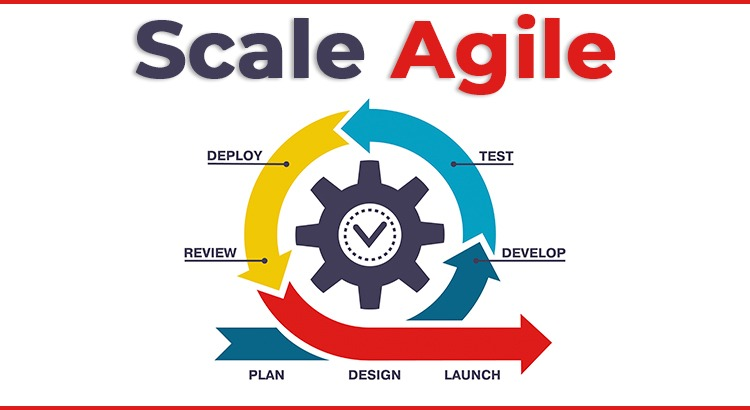 Scale Agile
DEPLOY
TEST
REVIEW
DEVELOP
PLAN
DESIGN
LAUNCH